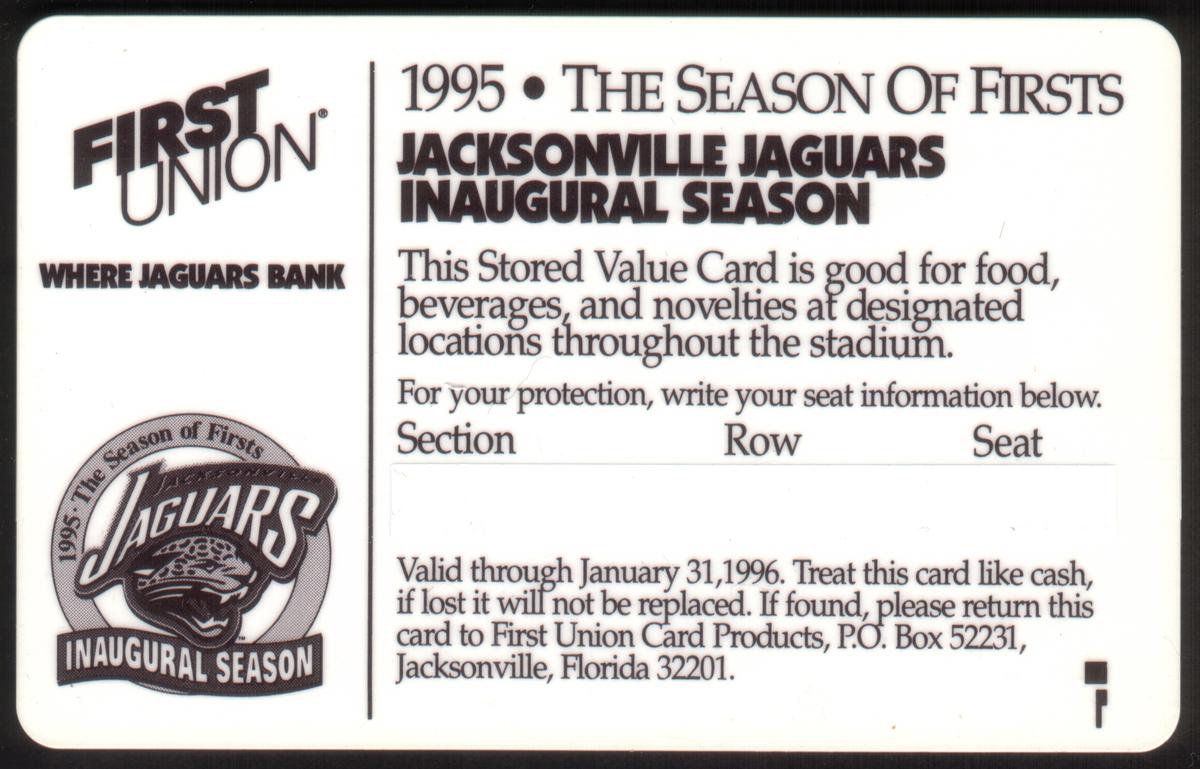 FIRST
UNION®
WHERE JAGUARS BANK
1995 · The Season of Firsts
JACKSONVILLE
JAGUARS
™
INAUGURAL SEASON
1995 • THE SEASON OF FIRSTS
JACKSONVILLE JAGUARS
INAUGURAL SEASON
This Stored Value Card is good for food,
beverages, and novelties at designated
locations throughout the stadium.
For your protection, write your seat information below.
Section Row Seat
Valid through January 31,1996. Treat this card like cash,
if lost it will not be replaced. If found, please return this
card to First Union Card Products, P.O. Box 52231,
Jacksonville, Florida 32201.